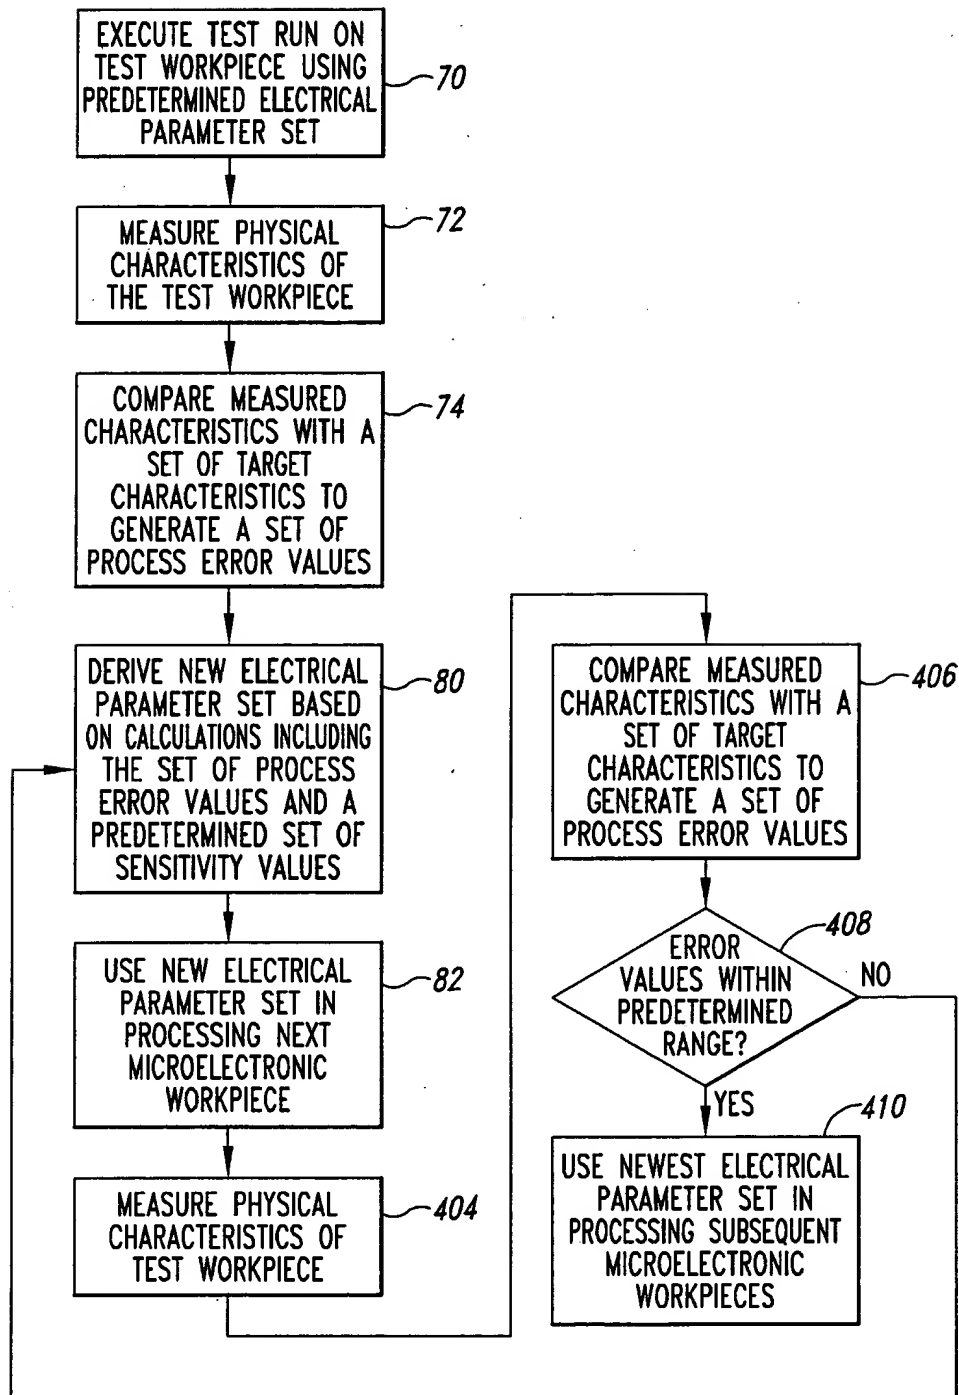 EXECUTE TEST RUN ON
TEST WORKPIECE USING
PREDETERMINED ELECTRICAL
PARAMETER SET
70
MEASURE PHYSICAL
CHARACTERISTICS OF
THE TEST WORKPIECE
72
COMPARE MEASURED
CHARACTERISTICS WITH A
SET OF TARGET
CHARACTERISTICS TO
GENERATE A SET OF
PROCESS ERROR VALUES
74
DERIVE NEW ELECTRICAL
PARAMETER SET BASED
ON CALCULATIONS INCLUDING
THE SET OF PROCESS
ERROR VALUES AND A
PREDETERMINED SET OF
SENSITIVITY VALUES
80
USE NEW ELECTRICAL
PARAMETER SET IN
PROCESSING NEXT
MICROELECTRONIC
WORKPIECE
82
MEASURE PHYSICAL
CHARACTERISTICS OF
TEST WORKPIECE
404
COMPARE MEASURED
CHARACTERISTICS WITH A
SET OF TARGET
CHARACTERISTICS TO
GENERATE A SET OF
PROCESS ERROR VALUES
406
ERROR
VALUES WITHIN
PREDETERMINED
RANGE?
408
NO
YES
USE NEWEST ELECTRICAL
PARAMETER SET IN
PROCESSING SUBSEQUENT
MICROELECTRONIC
WORKPIECES
410